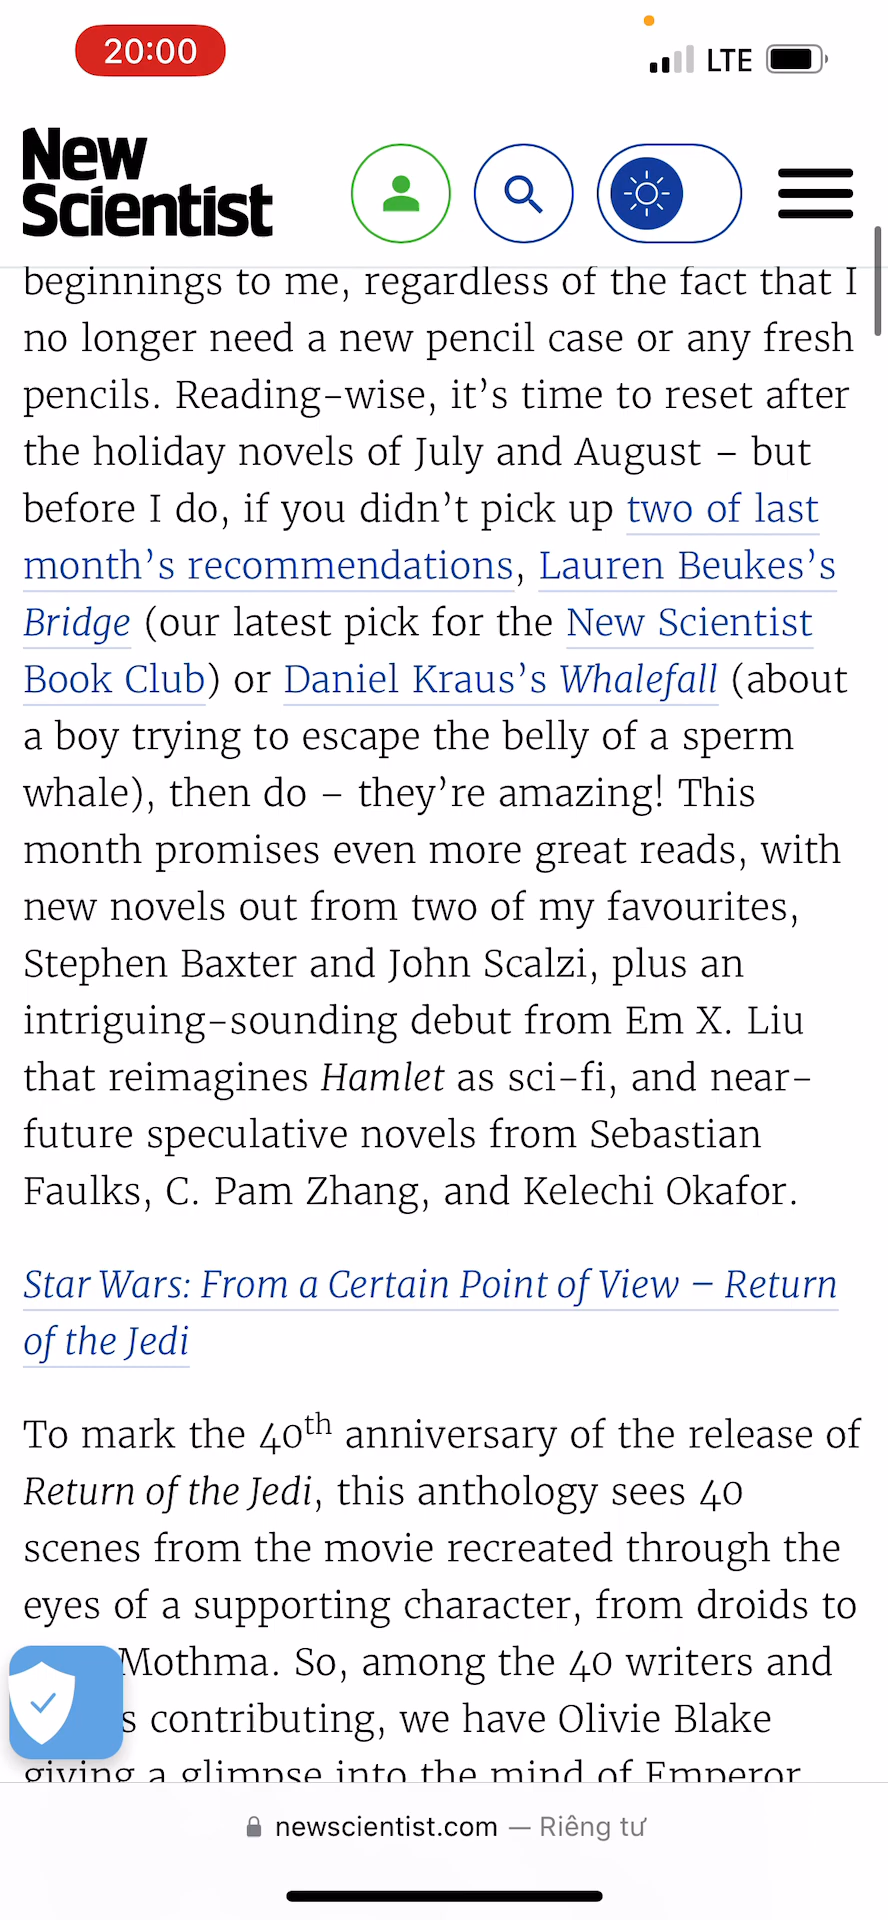 20:00
LTE
New
Scientist
beginnings to me, regardless of the fact that I
no longer need a new pencil case or any fresh
pencils. Reading-wise, it’s time to reset after
the holiday novels of July and August – but
before I do, if you didn’t pick up two of last
month’s recommendations, Lauren Beukes’s
Bridge (our latest pick for the New Scientist
Book Club) or Daniel Kraus’s Whalefall (about
a boy trying to escape the belly of a sperm
whale), then do – they’re amazing! This
month promises even more great reads, with
new novels out from two of my favourites,
Stephen Baxter and John Scalzi, plus an
intriguing-sounding debut from Em X. Liu
that reimagines Hamlet as sci-fi, and near-
future speculative novels from Sebastian
Faulks, C. Pam Zhang, and Kelechi Okafor.
Star Wars: From a Certain Point of View – Return
of the Jedi
To mark the 40th anniversary of the release of
Return of the Jedi, this anthology sees 40
scenes from the movie recreated through the
eyes of a supporting character, from droids to
Mothma. So, among the 40 writers and
s contributing, we have Olivie Blake
giving a glimpse into the mind of Emperor
newscientist.com — Riêng tư